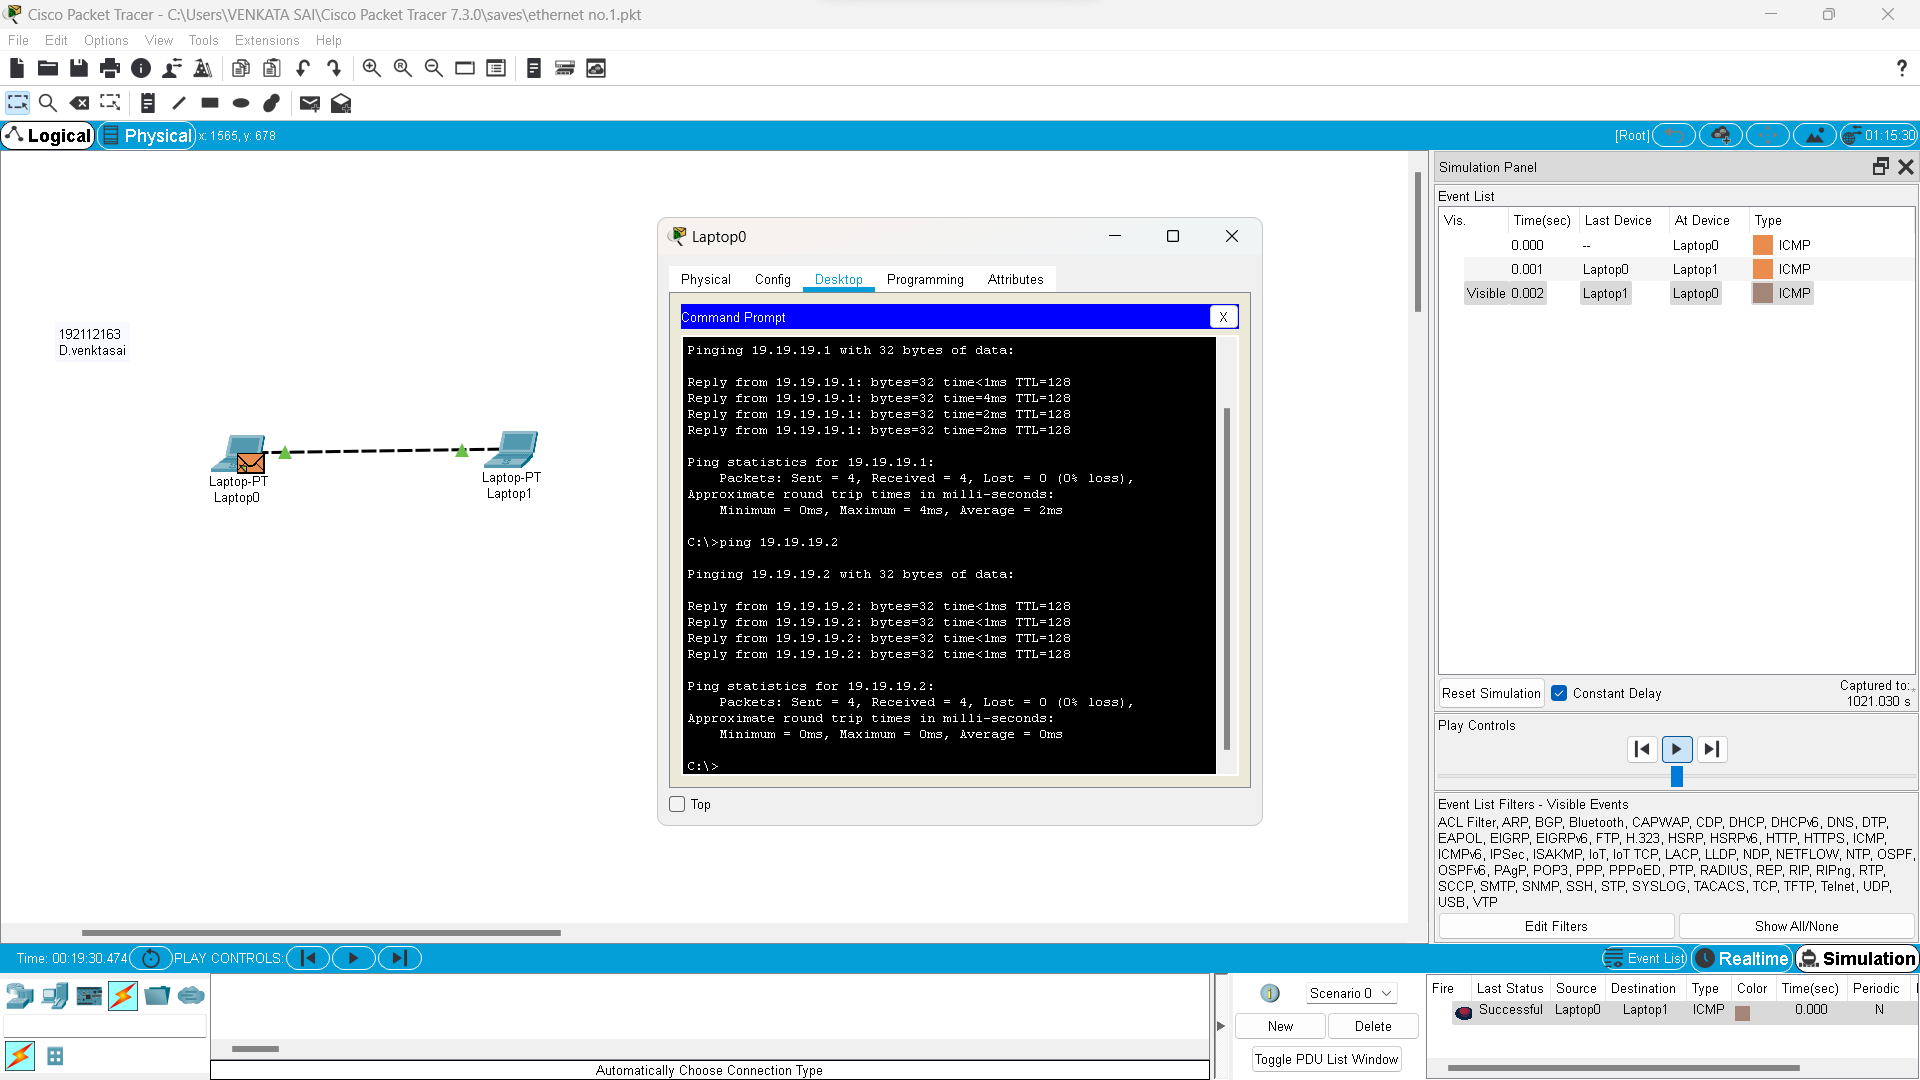 Cisco Packet Tracer - C:\Users\VENKATA SAI\Cisco Packet Tracer 7.3.0\saves\ethernet no.1.pkt
File Edit Options View Tools Extensions Help
?
Logical Physical x: 1565, y: 678 [Root] 01:15:30
192112163
D.venktasai
Laptop-PT
Laptop0
Laptop-PT
Laptop1
Laptop0
Physical Config Desktop Programming Attributes
Command Prompt X
Pinging 19.19.19.1 with 32 bytes of data:
Reply from 19.19.19.1: bytes=32 time<1ms TTL=128
Reply from 19.19.19.1: bytes=32 time=4ms TTL=128
Reply from 19.19.19.1: bytes=32 time=2ms TTL=128
Reply from 19.19.19.1: bytes=32 time=2ms TTL=128
Ping statistics for 19.19.19.1:
Packets: Sent = 4, Received = 4, Lost = 0 (0% loss),
Approximate round trip times in milli-seconds:
Minimum = 0ms, Maximum = 4ms, Average = 2ms
C:\>ping 19.19.19.2
Pinging 19.19.19.2 with 32 bytes of data:
Reply from 19.19.19.2: bytes=32 time<1ms TTL=128
Reply from 19.19.19.2: bytes=32 time<1ms TTL=128
Reply from 19.19.19.2: bytes=32 time<1ms TTL=128
Reply from 19.19.19.2: bytes=32 time<1ms TTL=128
Ping statistics for 19.19.19.2:
Packets: Sent = 4, Received = 4, Lost = 0 (0% loss),
Approximate round trip times in milli-seconds:
Minimum = 0ms, Maximum = 0ms, Average = 0ms
C:\>
Top
Simulation Panel
Event List
Vis. Time(sec) Last Device At Device Type
0.000 -- Laptop0 ICMP
0.001 Laptop0 Laptop1 ICMP
Visible 0.002 Laptop1 Laptop0 ICMP
Reset Simulation Constant Delay Captured to:
1021.030 s
Play Controls
Event List Filters - Visible Events
ACL Filter, ARP, BGP, Bluetooth, CAPWAP, CDP, DHCP, DHCPv6, DNS, DTP,
EAPOL, EIGRP, EIGRPv6, FTP, H.323, HSRP, HSRPv6, HTTP, HTTPS, ICMP,
ICMPv6, IPSec, ISAKMP, IoT, IoT TCP, LACP, LLDP, NDP, NETFLOW, NTP, OSPF,
OSPFv6, PAgP, POP3, PPP, PPPoED, PTP, RADIUS, REP, RIP, RIPng, RTP,
SCCP, SMTP, SNMP, SSH, STP, SYSLOG, TACACS, TCP, TFTP, Telnet, UDP,
USB, VTP
Edit Filters Show All/None
Time: 00:19:30.474 PLAY CONTROLS: Event List Realtime Simulation
Automatically Choose Connection Type
Scenario 0
New Delete
Toggle PDU List Window
Fire Last Status Source Destination Type Color Time(sec) Periodic
Successful Laptop0 Laptop1 ICMP 0.000 N